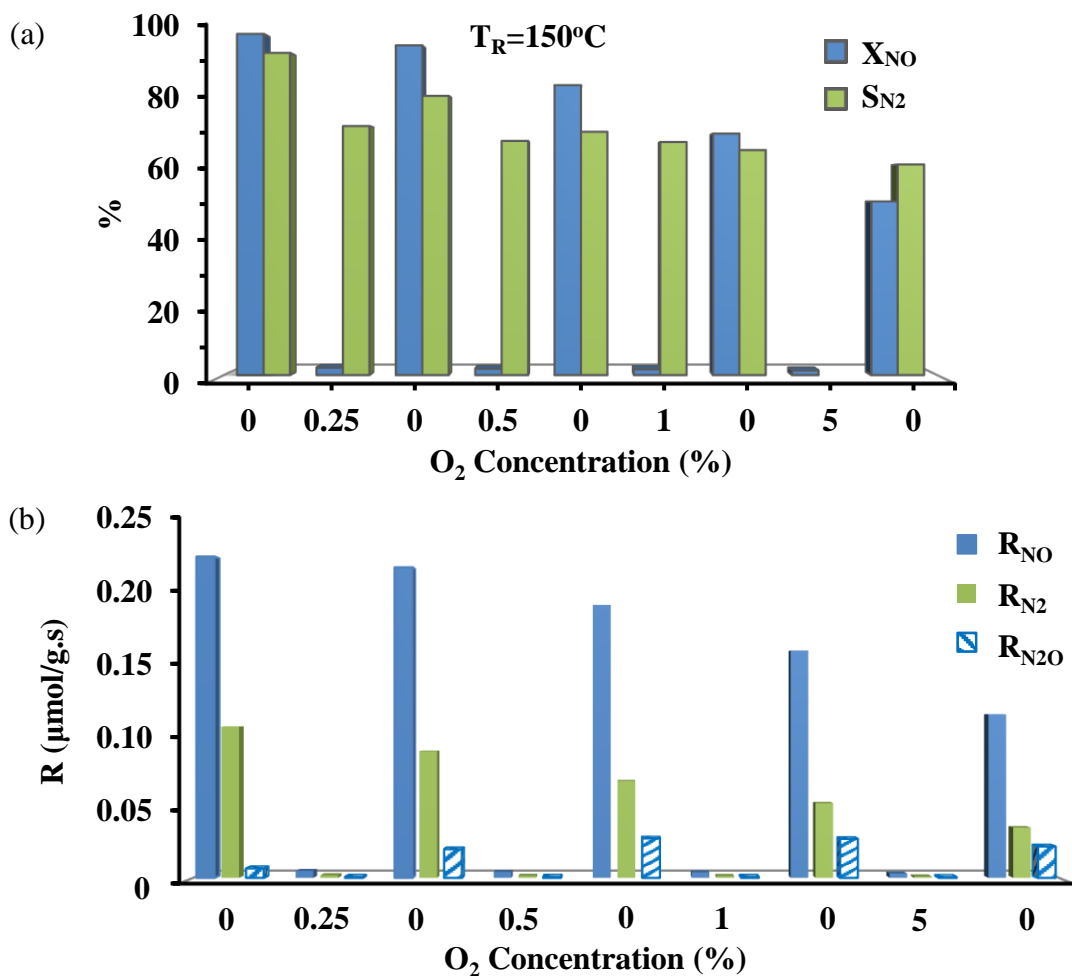 (a)
T_R=150°C
X_NO
S_N2
100
80
60
40
20
0
%
0 0.25 0 0.5 0 1 0 5 0
O₂ Concentration (%)
(b)
R_NO
R_N2
R_N2O
0.25
0.20
0.15
0.10
0.05
0
R (µmol/g.s)
0 0.25 0 0.5 0 1 0 5 0
O₂ Concentration (%)